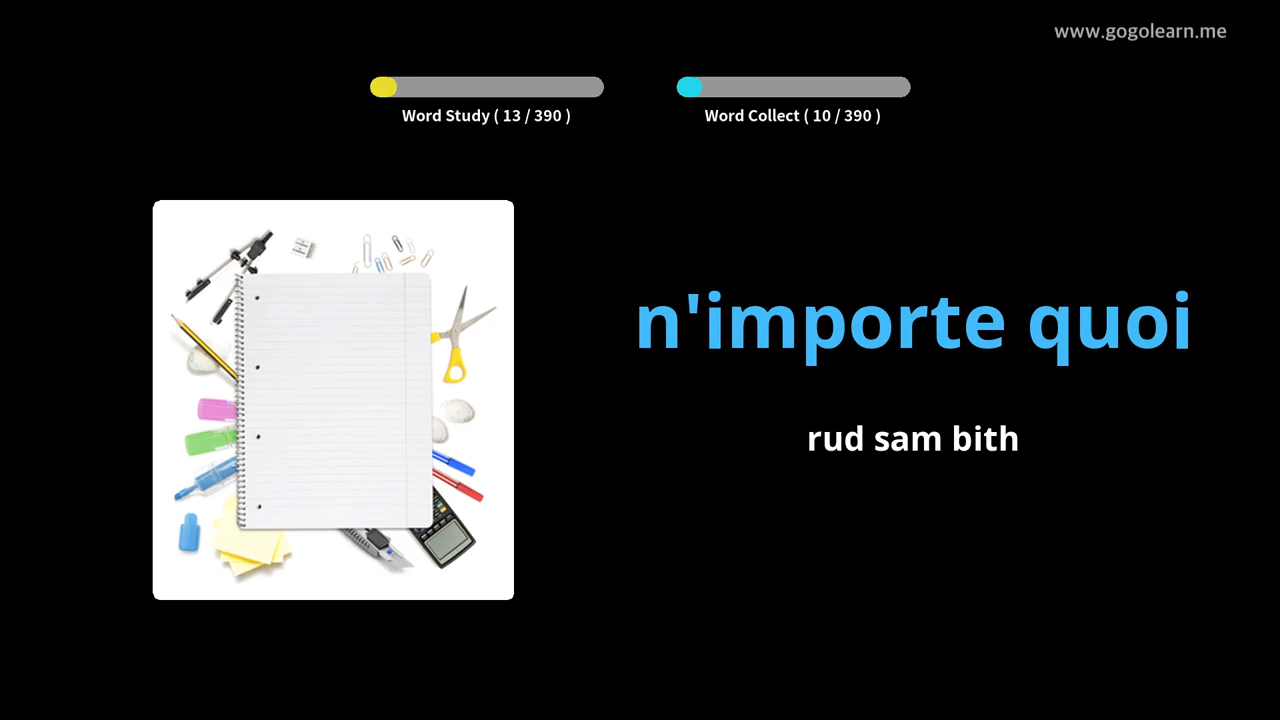 www.gogolearn.me
Word Study ( 13 / 390 )
Word Collect ( 10 / 390 )
n'importe quoi
rud sam bith